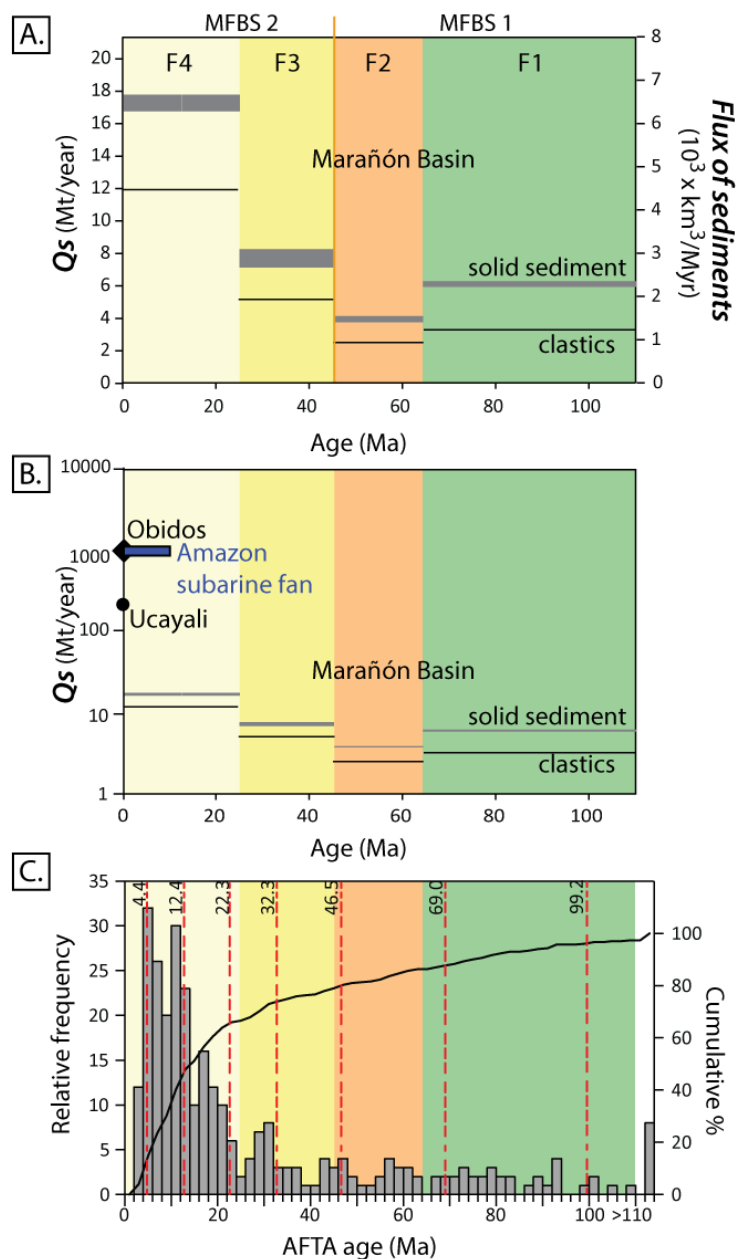 A.
MFBS 2
MFBS 1
F4
F3
F2
F1
20
18
16
14
12
10
8
6
4
2
0
Qs (Mt/year)
8
7
6
5
4
3
2
1
0
Flux of sediments
(10³ x km³/Myr)
Marañón Basin
solid sediment
clastics
0 20 40 60 80 100
Age (Ma)
B.
10000
1000
100
10
1
Qs (Mt/year)
Obidos
Amazon
subarine fan
Ucayali
Marañón Basin
solid sediment
clastics
0 20 40 60 80 100
Age (Ma)
C.
35
30
25
20
15
10
5
0
Relative frequency
4.4
12.4
22.3
32.3
46.5
69.0
99.2
100
80
60
40
20
0
Cumulative %
0 20 40 60 80 100 >110
AFTA age (Ma)